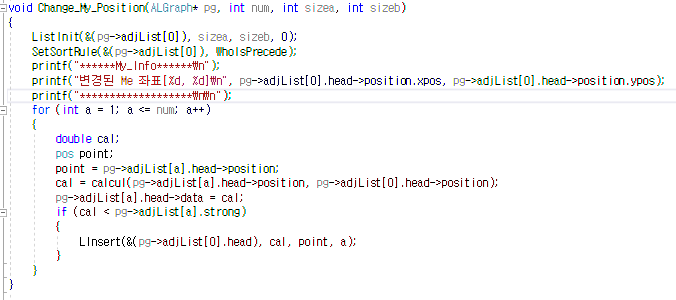 void Change_My_Position(ALGraph* pg, int num, int sizea, int sizeb)
{
    ListInit(&(pg->adjList[0]), sizea, sizeb, 0);
    SetSortRule(&(pg->adjList[0]), WhoIsPrecede);
    printf("******My_Info******₩n");
    printf("변경된 Me 좌표[%d, %d]₩n", pg->adjList[0].head->position.xpos, pg->adjList[0].head->position.ypos);
    printf("*******************₩n₩n");
    for (int a = 1; a <= num; a++)
    {
        double cal;
        pos point;
        point = pg->adjList[a].head->position;
        cal = calcul(pg->adjList[a].head->position, pg->adjList[0].head->position);
        pg->adjList[a].head->data = cal;
        if (cal < pg->adjList[a].strong)
        {
            LInsert(&(pg->adjList[0].head), cal, point, a);
        }
    }
}